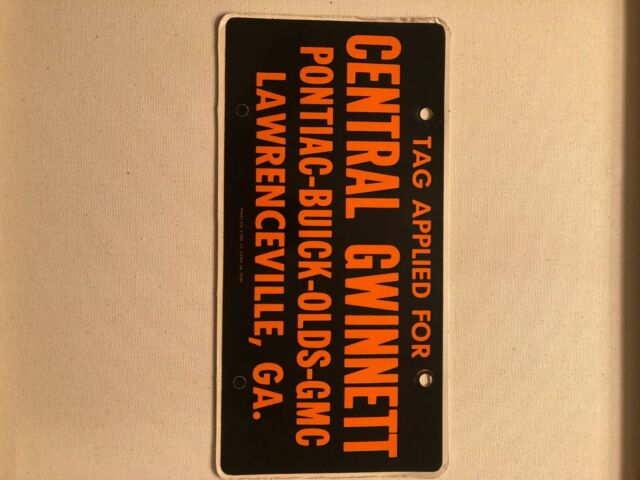 TAG APPLIED FOR
CENTRAL GWINNETT
PONTIAC-BUICK-OLDS-GMC
LAWRENCEVILLE, GA.